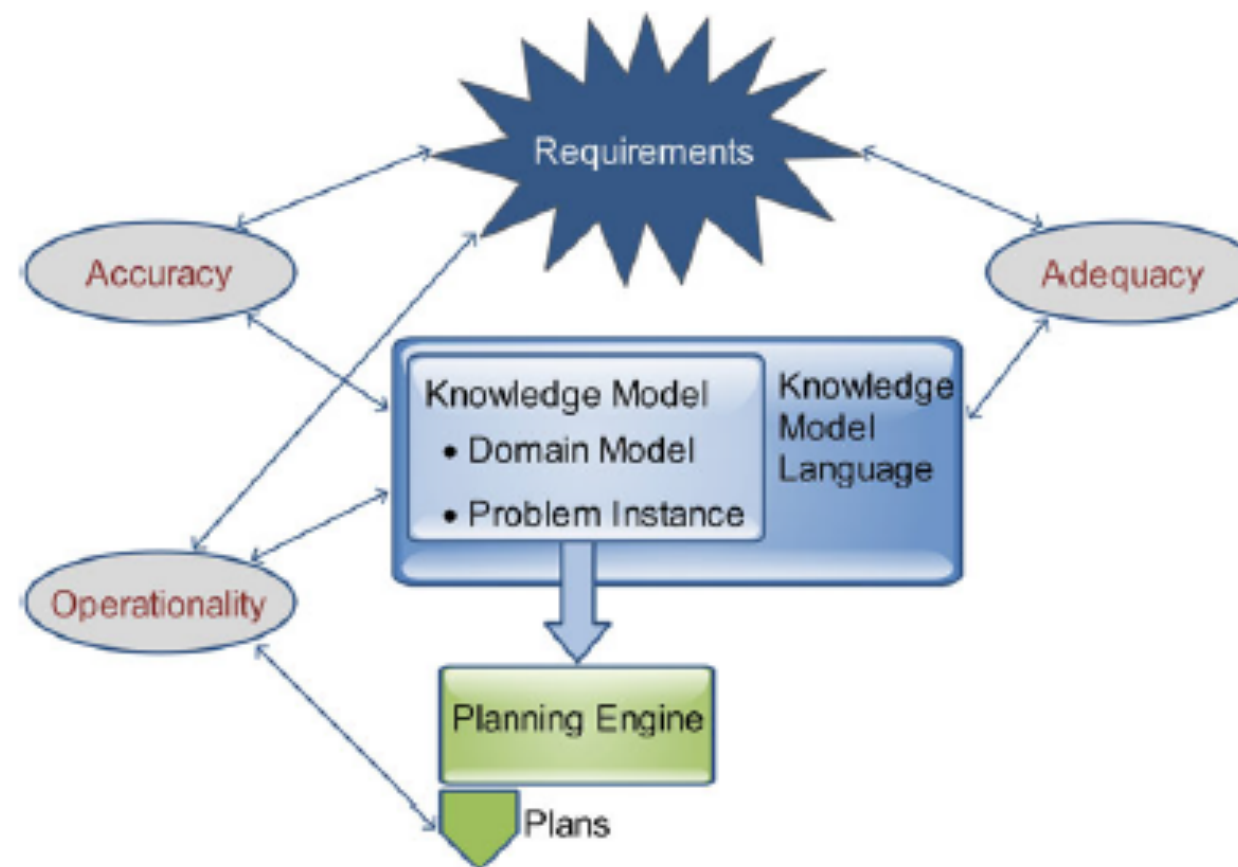 Requirements
Accuracy
Adequacy
Knowledge Model
• Domain Model
• Problem Instance
Knowledge
Model
Language
Operationality
Planning Engine
Plans